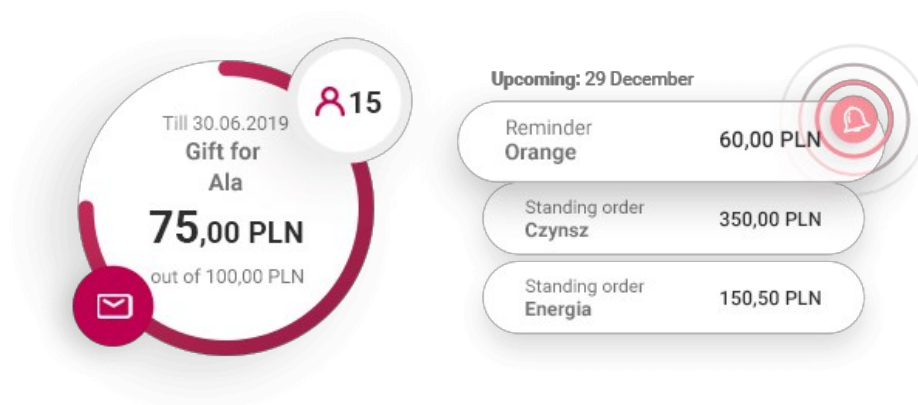 15
Till 30.06.2019
Gift for
Ala
75,00 PLN
out of 100,00 PLN
Upcoming: 29 December
Reminder
Orange
60,00 PLN
Standing order
Czynsz
350,00 PLN
Standing order
Energia
150,50 PLN